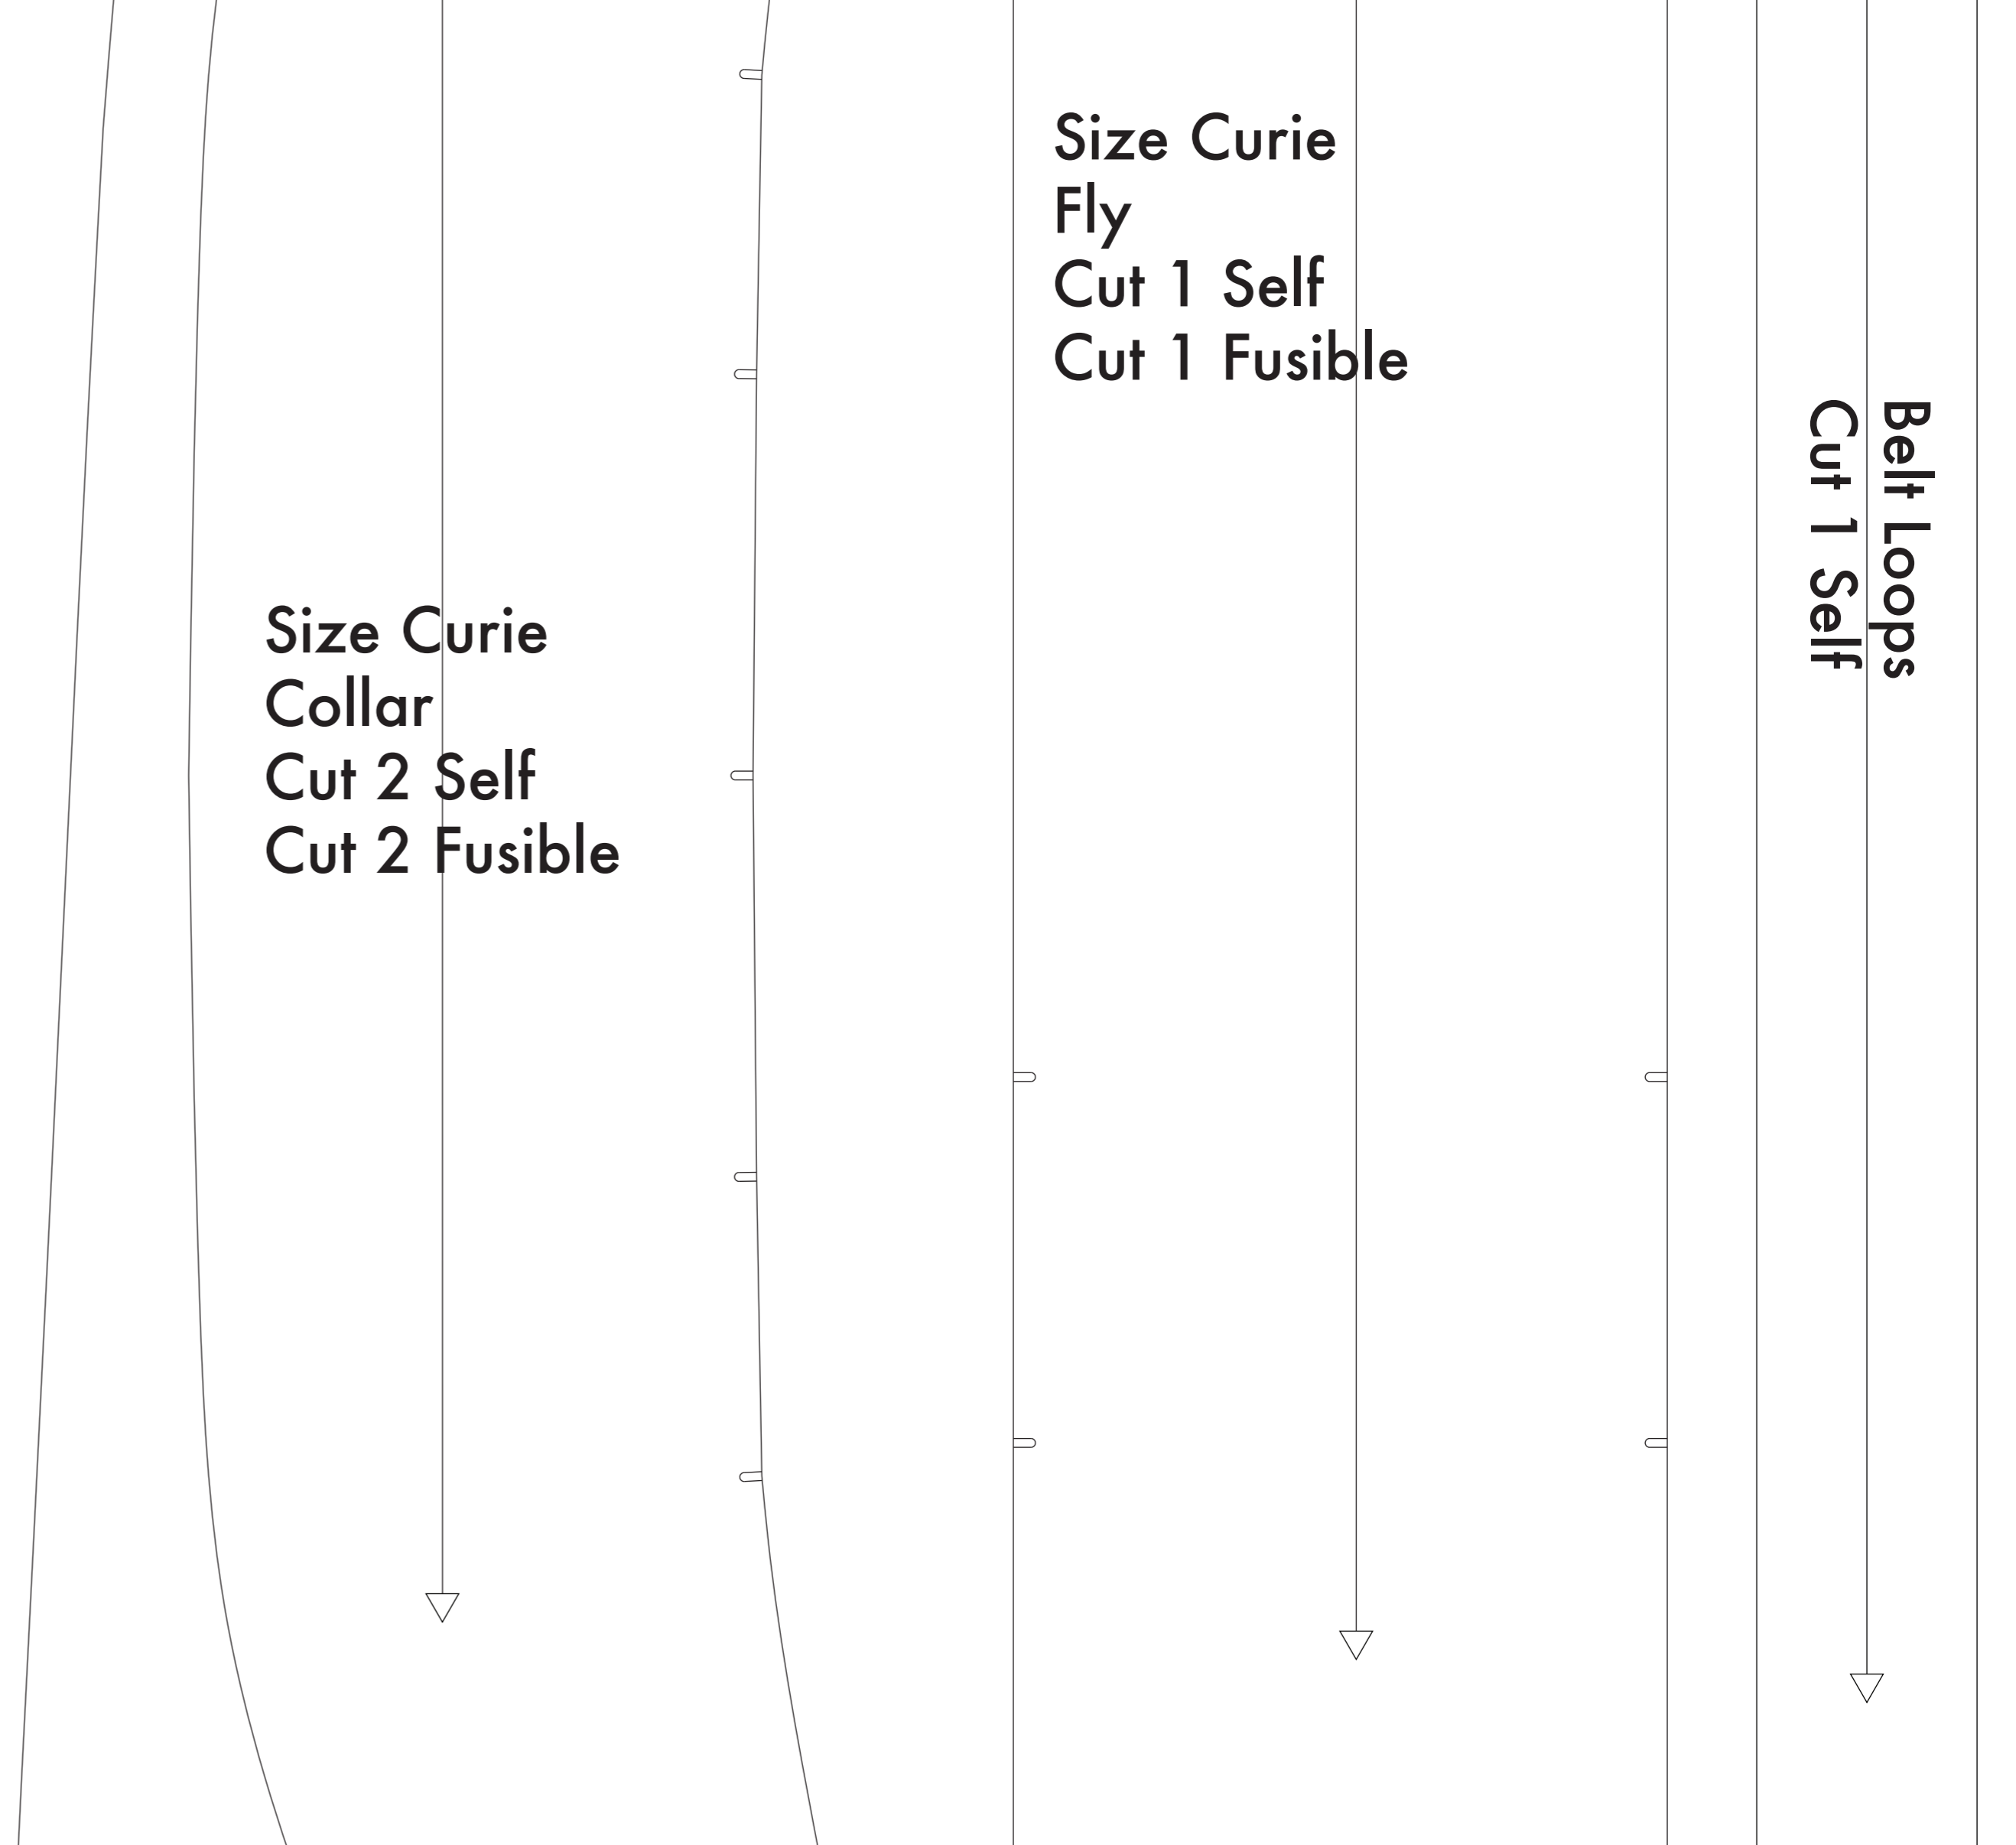 Size Curie
Collar
Cut 2 Self
Cut 2 Fusible
Size Curie
Fly
Cut 1 Self
Cut 1 Fusible
Belt Loops
Cut 1 Self